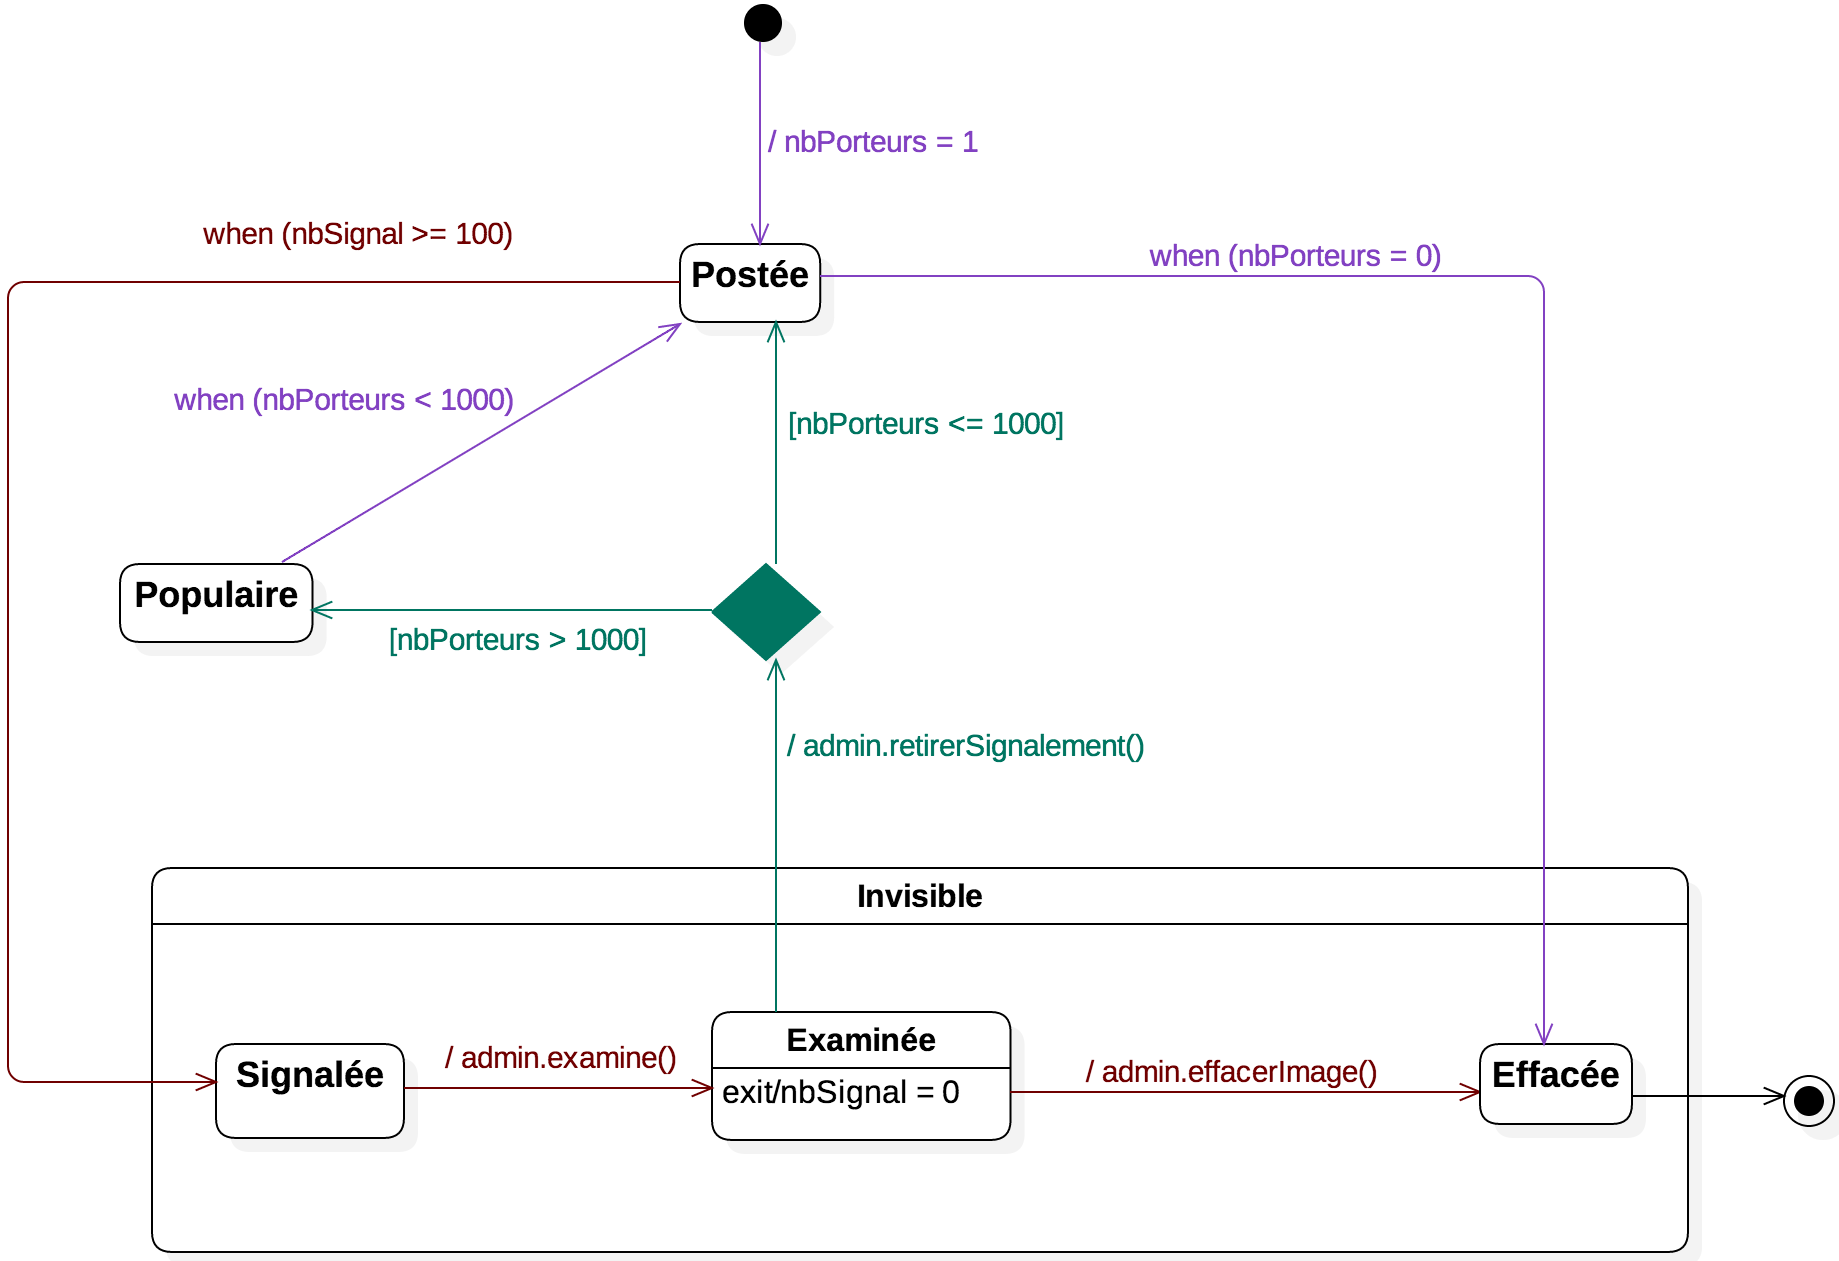 / nbPorteurs = 1
when (nbSignal >= 100)
when (nbPorteurs = 0)
Postée
when (nbPorteurs < 1000)
[nbPorteurs <= 1000]
Populaire
[nbPorteurs > 1000]
/ admin.retirerSignalement()
Invisible
Signalée
/ admin.examine()
Examinée
exit/nbSignal = 0
/ admin.effacerImage()
Effacée